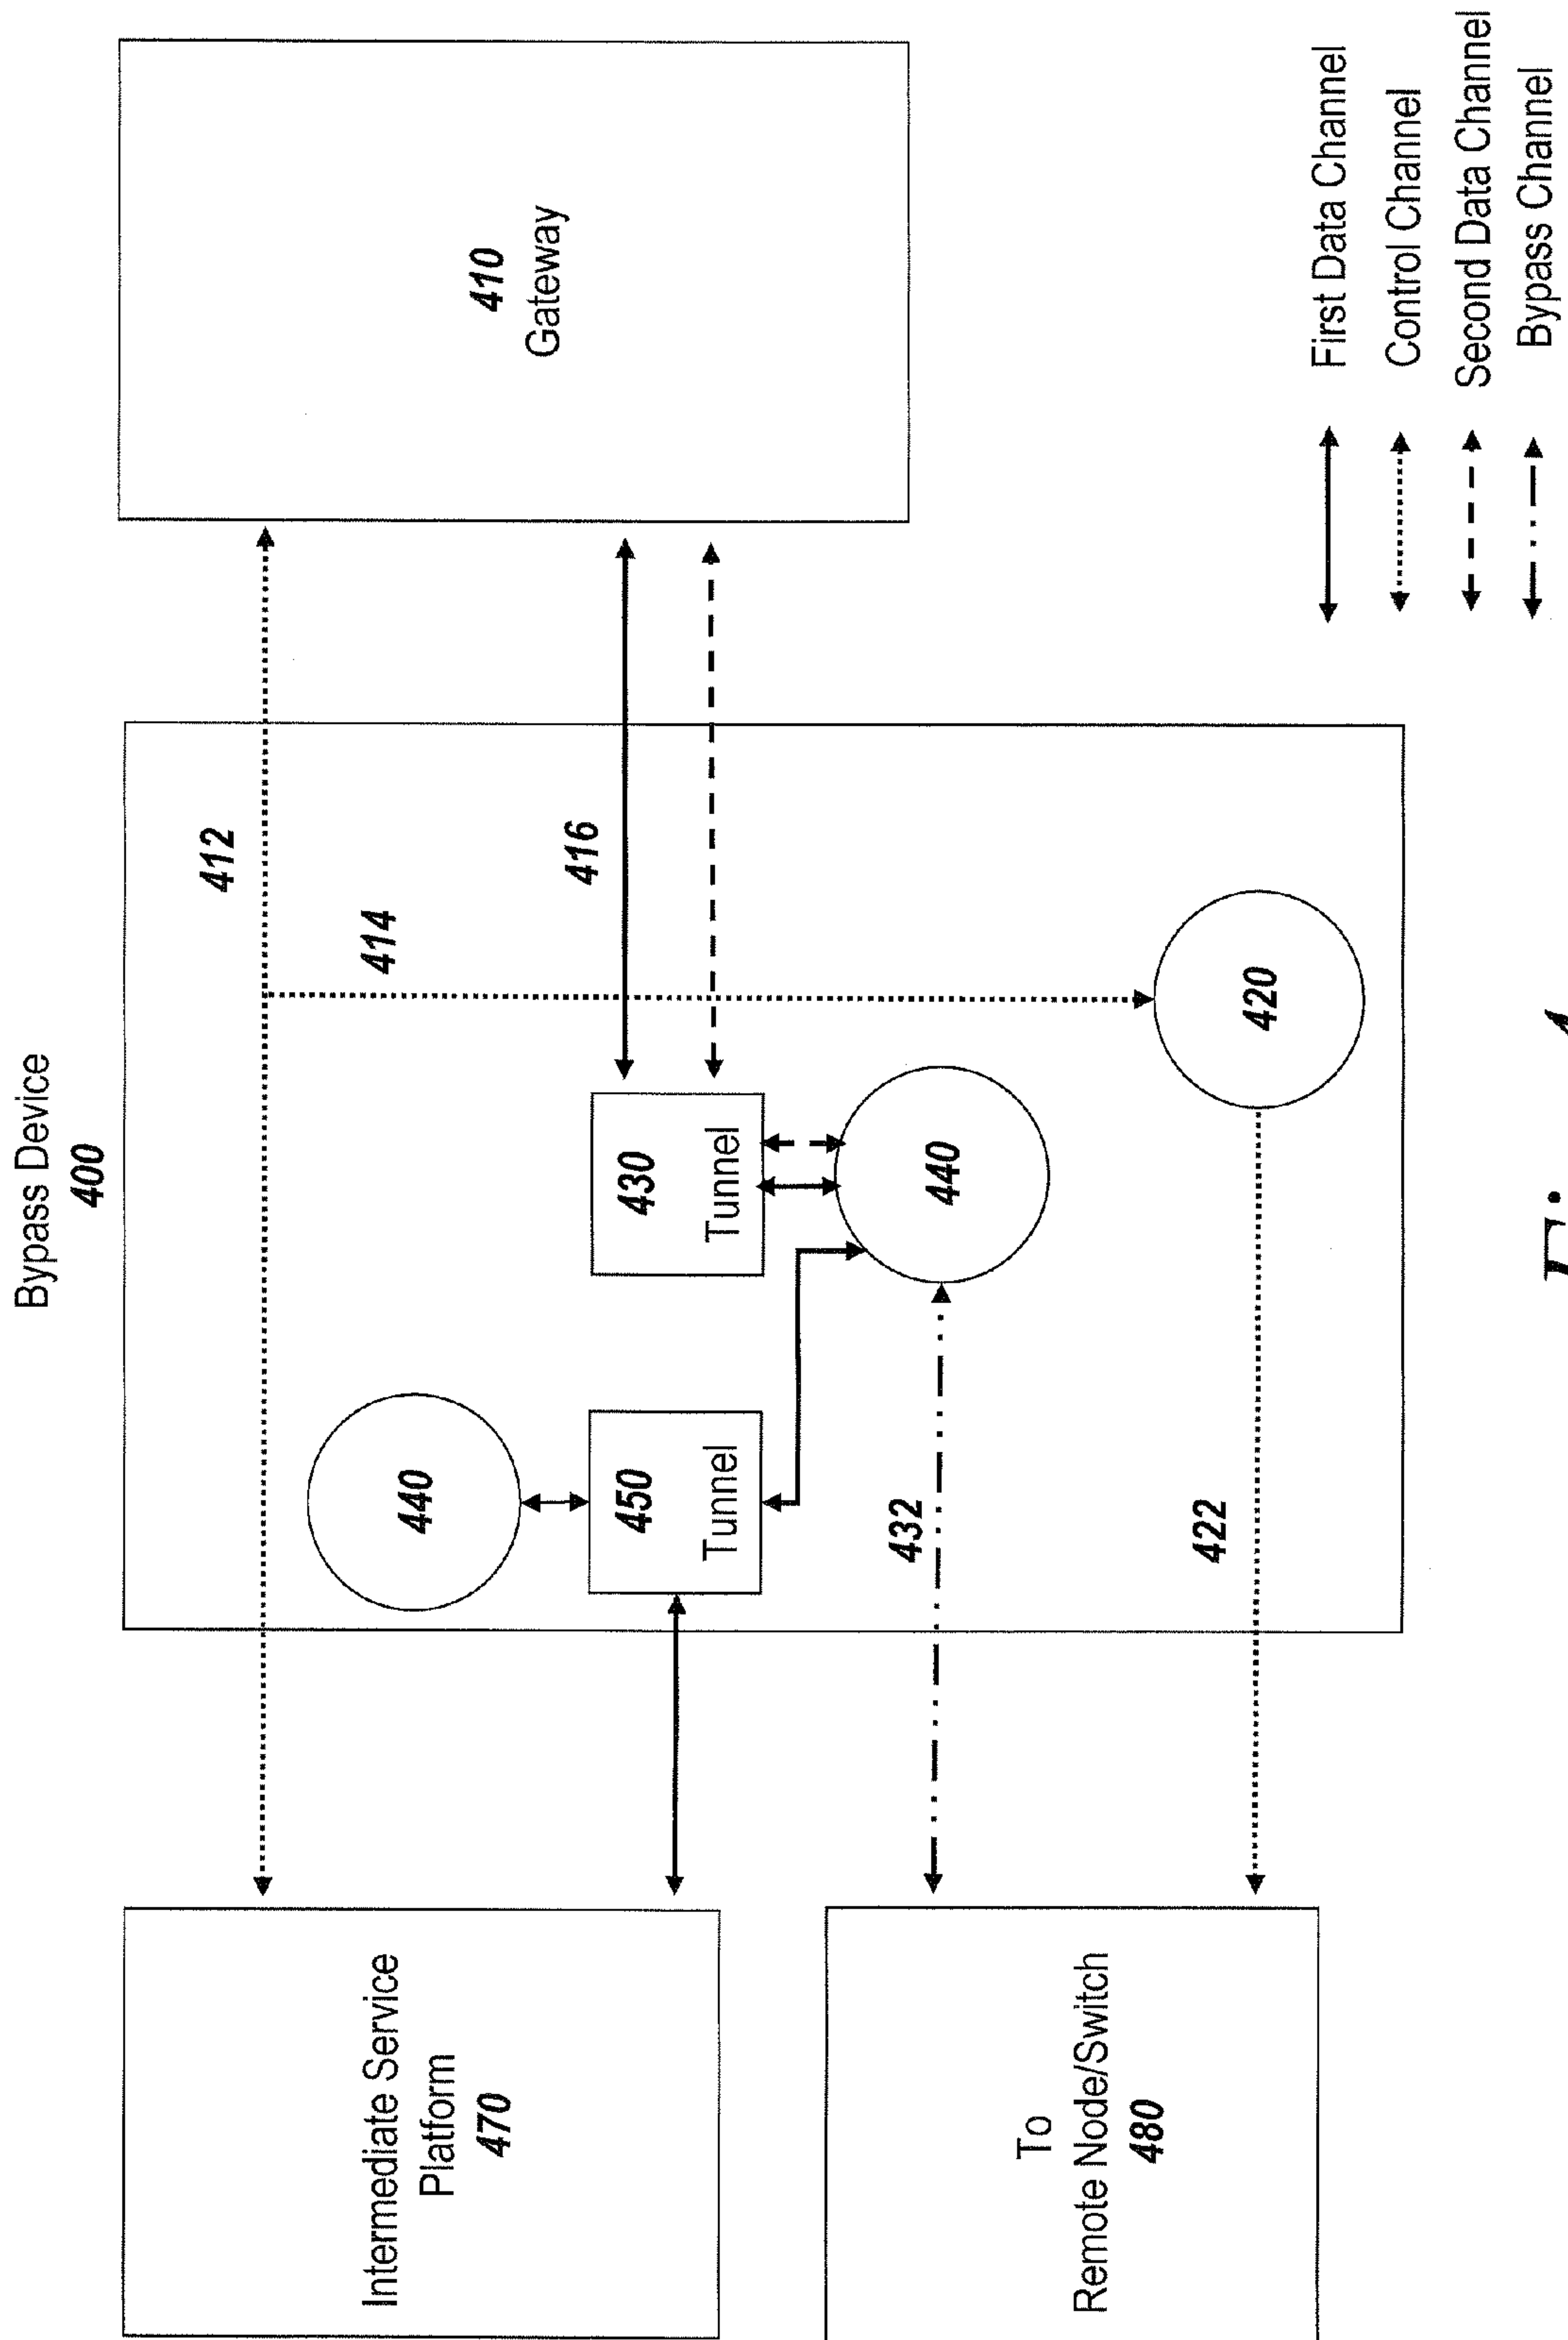 Bypass Device
400
412
414
416
410
Gateway
440
430
Tunnel
450
Tunnel
440
432
420
422
Intermediate Service
Platform
470
To
Remote Node/Switch
480
First Data Channel
Control Channel
Second Data Channel
Bypass Channel